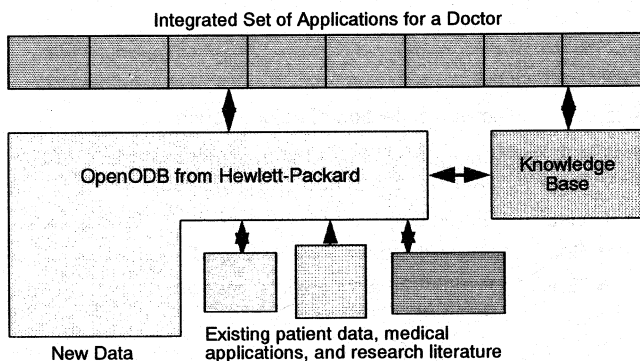 Integrated Set of Applications for a Doctor
OpenODB from Hewlett-Packard
Knowledge
Base
Existing patient data, medical
applications, and research literature
New Data